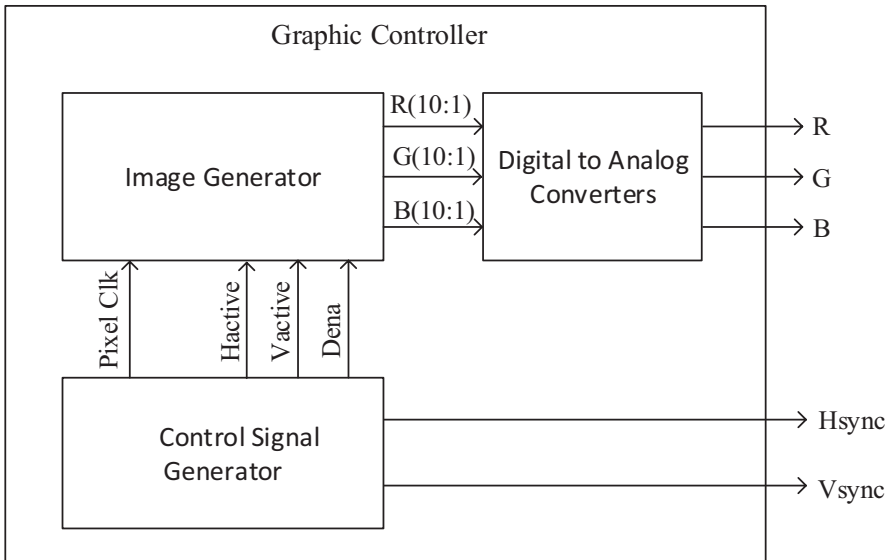 Graphic Controller
Image Generator
R(10:1)
G(10:1)
B(10:1)
Digital to Analog
Converters
R
G
B
Pixel Clk
Hactive
Vactive
Dena
Control Signal
Generator
Hsync
Vsync